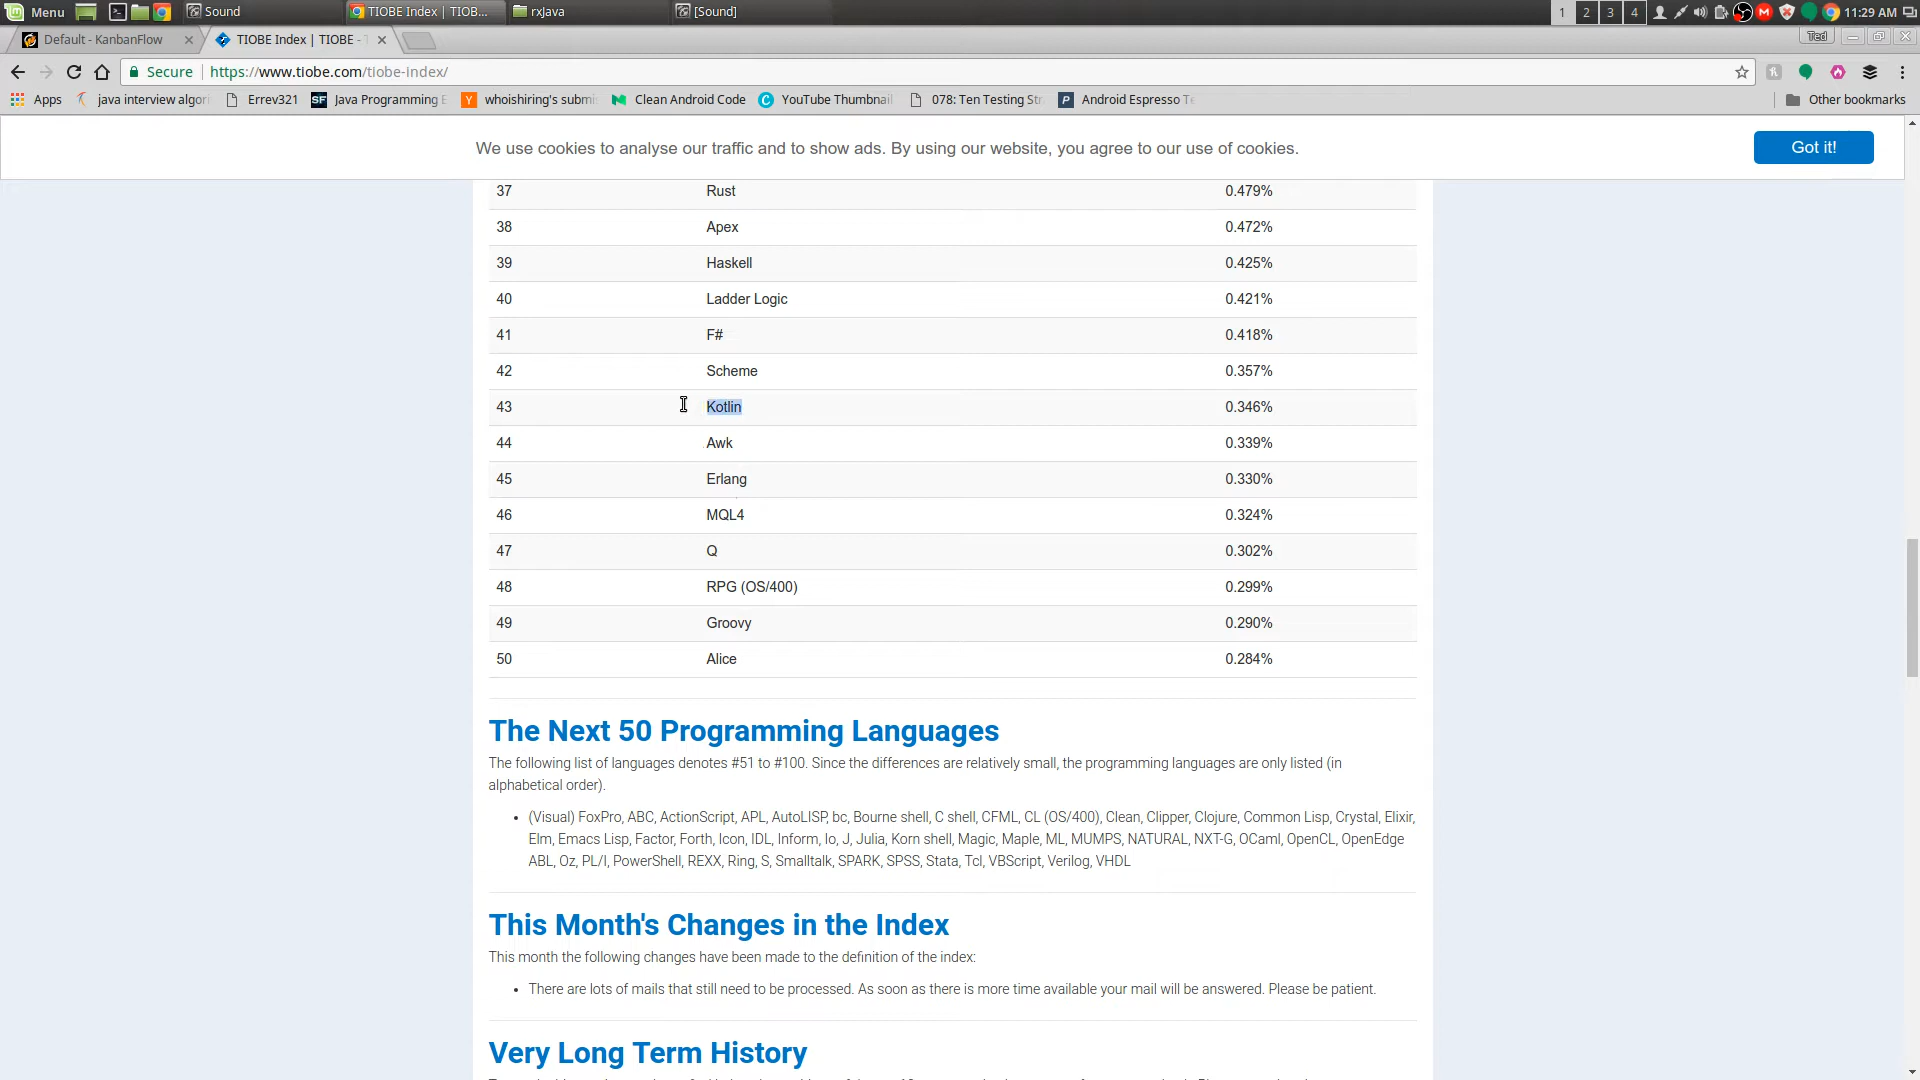 Menu Sound TIOBE Index | TIOB... rxJava [Sound] 1 2 3 4 11:29 AM
Default - KanbanFlow TIOBE Index | TIOBE - Ted
Secure https://www.tiobe.com/tiobe-index/
Apps java interview algori Errev321 Java Programming E whoishiring's submi Clean Android Code YouTube Thumbnail 078: Ten Testing Str Android Espresso Te Other bookmarks
We use cookies to analyse our traffic and to show ads. By using our website, you agree to our use of cookies. Got it!
37 Rust 0.479%
38 Apex 0.472%
39 Haskell 0.425%
40 Ladder Logic 0.421%
41 F# 0.418%
42 Scheme 0.357%
43 Kotlin 0.346%
44 Awk 0.339%
45 Erlang 0.330%
46 MQL4 0.324%
47 Q 0.302%
48 RPG (OS/400) 0.299%
49 Groovy 0.290%
50 Alice 0.284%
The Next 50 Programming Languages
The following list of languages denotes #51 to #100. Since the differences are relatively small, the programming languages are only listed (in
alphabetical order).
• (Visual) FoxPro, ABC, ActionScript, APL, AutoLISP, bc, Bourne shell, C shell, CFML, CL (OS/400), Clean, Clipper, Clojure, Common Lisp, Crystal, Elixir,
Elm, Emacs Lisp, Factor, Forth, Icon, IDL, Inform, Io, J, Julia, Korn shell, Magic, Maple, ML, MUMPS, NATURAL, NXT-G, OCaml, OpenCL, OpenEdge
ABL, Oz, PL/I, PowerShell, REXX, Ring, S, Smalltalk, SPARK, SPSS, Stata, Tcl, VBScript, Verilog, VHDL
This Month's Changes in the Index
This month the following changes have been made to the definition of the index:
• There are lots of mails that still need to be processed. As soon as there is more time available your mail will be answered. Please be patient.
Very Long Term History